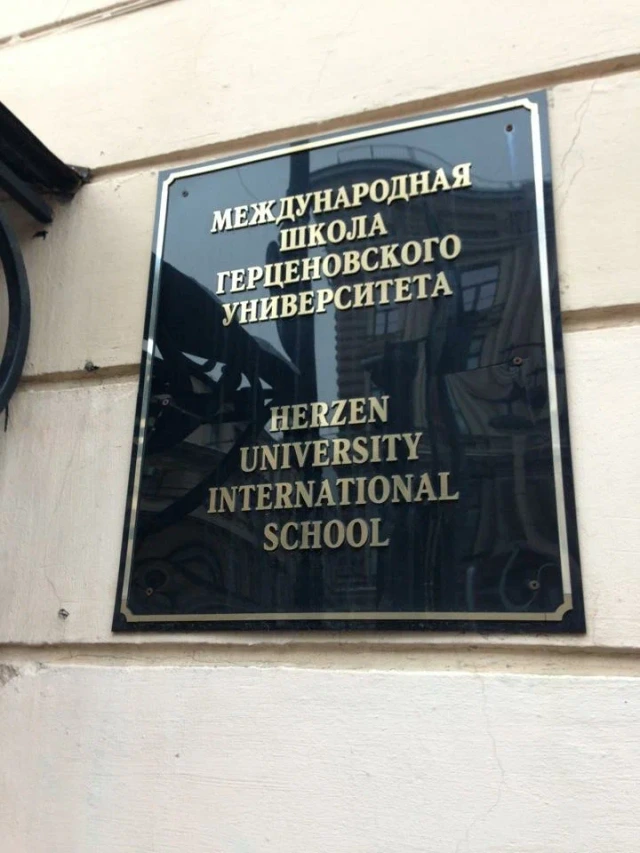 МЕЖДУНАРОДНАЯ
ШКОЛА
ГЕРЦЕНОВСКОГО
УНИВЕРСИТЕТА
HERZEN
UNIVERSITY
INTERNATIONAL
SCHOOL